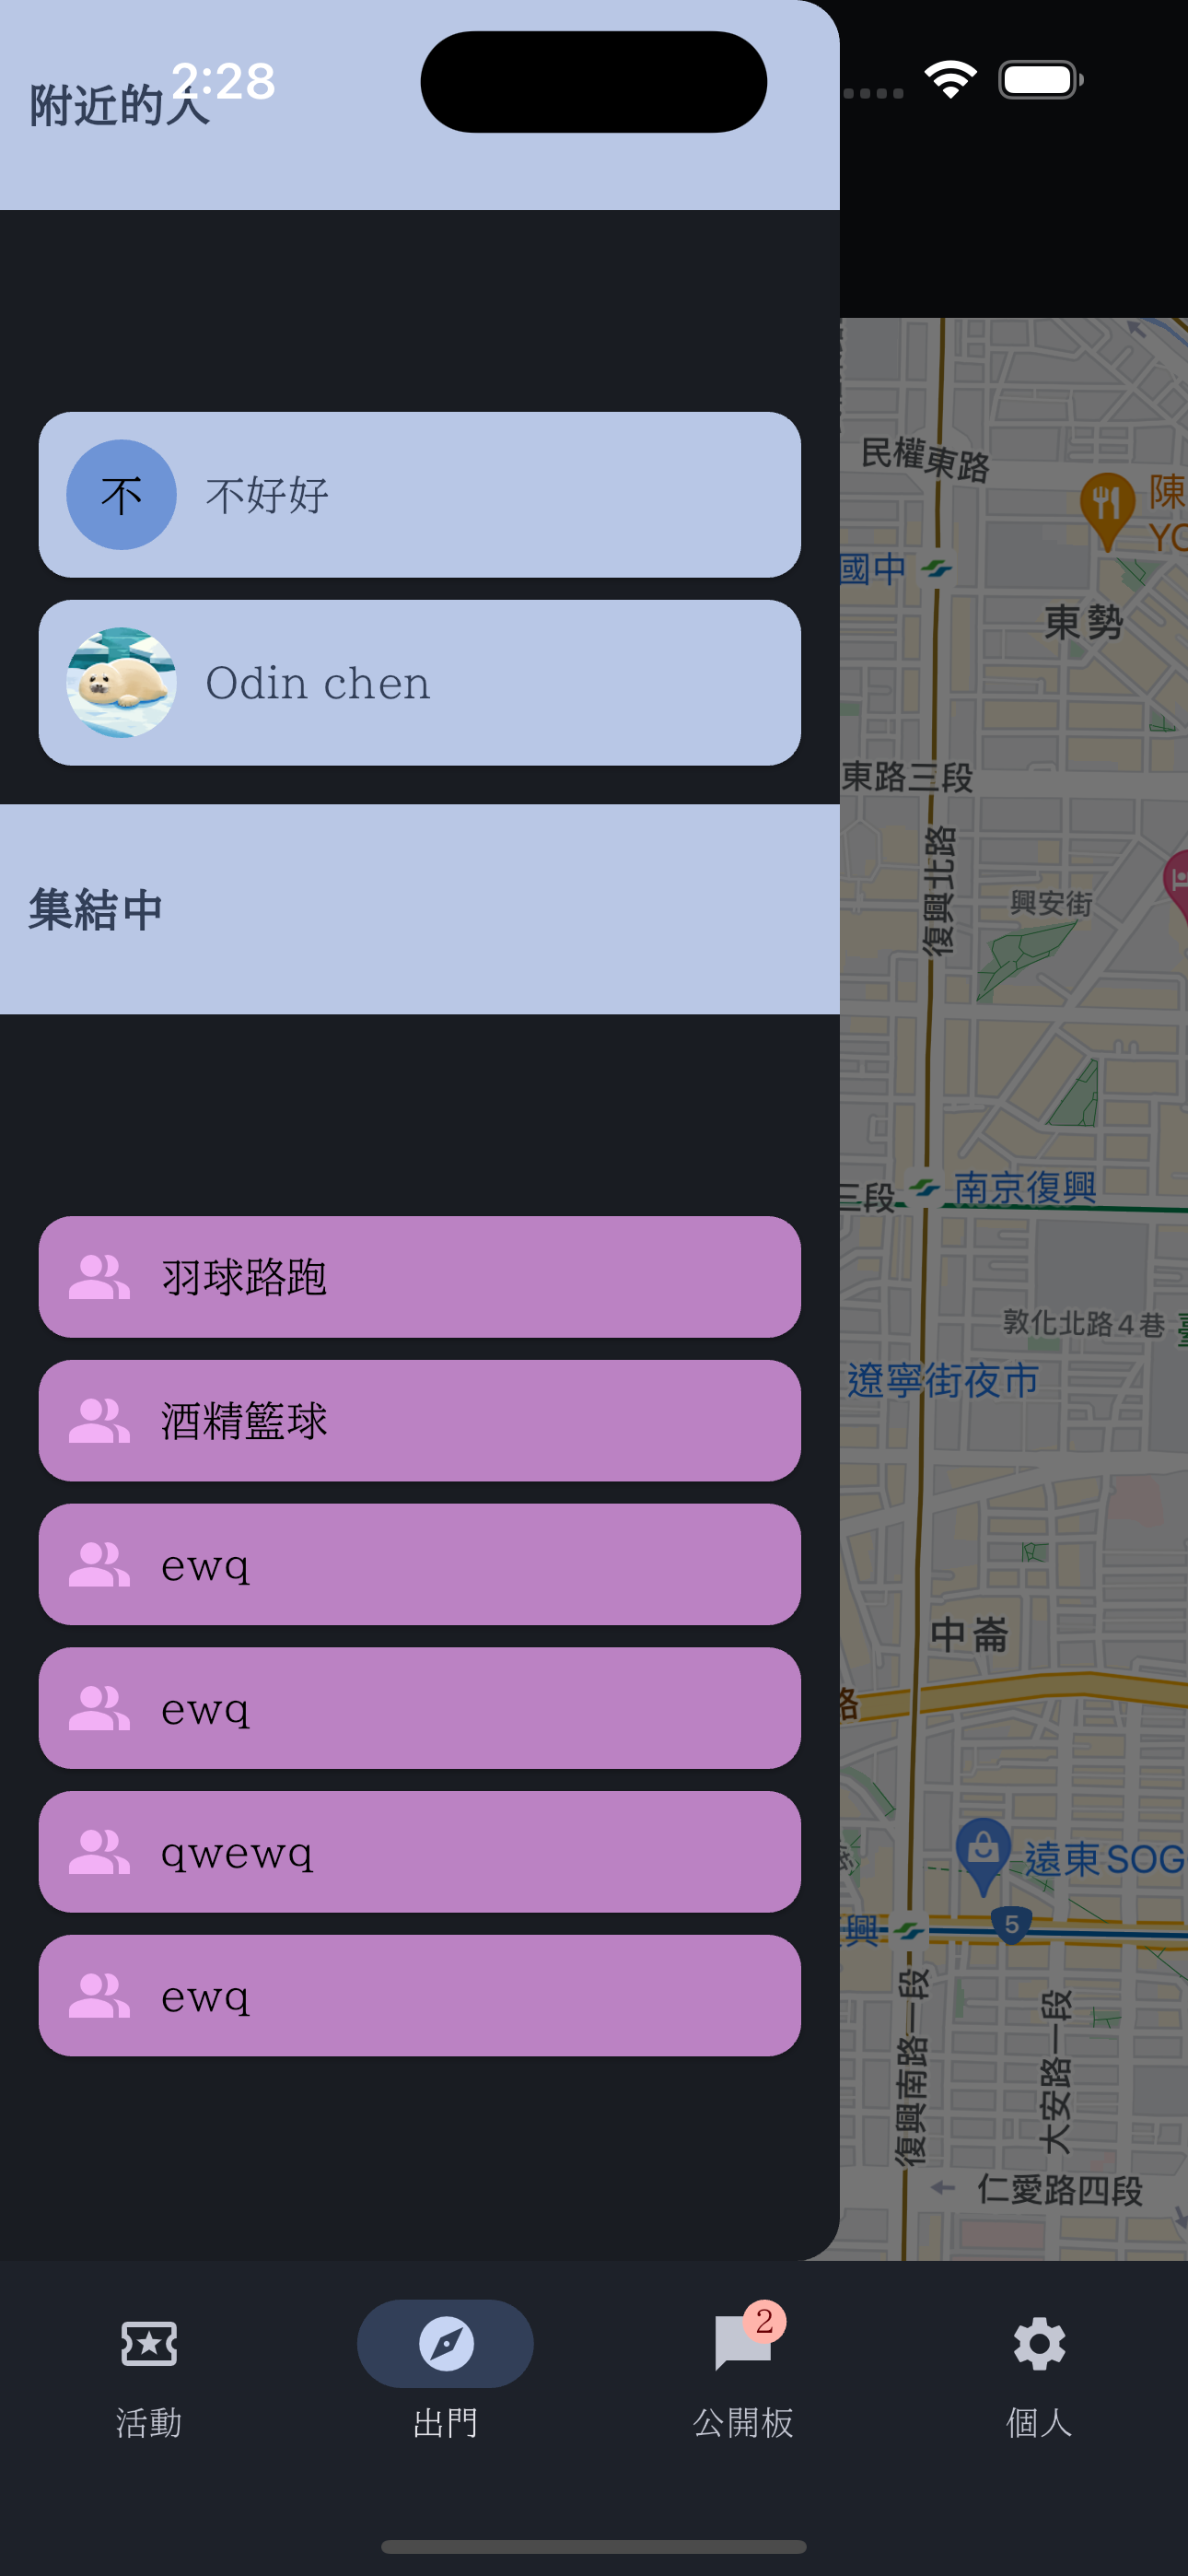 2:28
附近的人
不
不好好
Odin chen
集結中
羽球路跑
酒精籃球
ewq
ewq
qwewq
ewq
民權東路
陳
YO
國中
東勢
東路三段
復興北路
興安街
三段
南京復興
敦化北路4巷
遼寧街夜市
中崙
路
遠東SOG
5
興
復興南路一段
大安路一段
仁愛路四段
2
活動
出門
公開板
個人